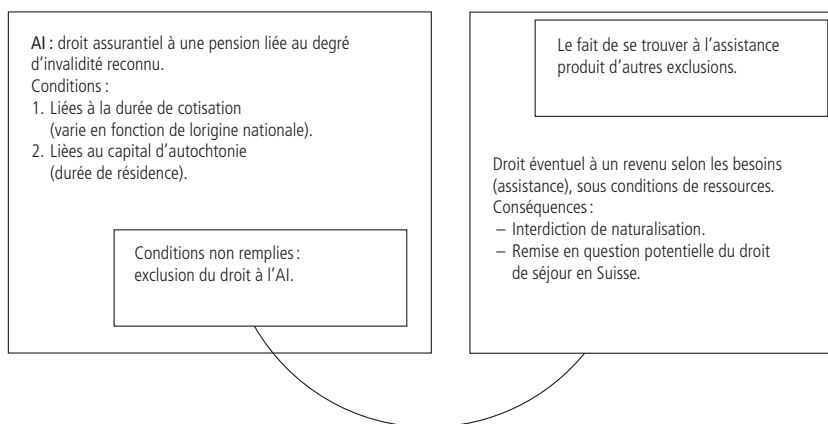 AI : droit assurantiel à une pension liée au degré
d’invalidité reconnu.
Conditions :
1. Liées à la durée de cotisation
(varie en fonction de lorigine nationale).
2. Lièes au capital d’autochtonie
(durée de résidence).
Conditions non remplies :
exclusion du droit à l’AI.
Le fait de se trouver à l’assistance
produit d’autres exclusions.
Droit éventuel à un revenu selon les besoins
(assistance), sous conditions de ressources.
Conséquences :
– Interdiction de naturalisation.
– Remise en question potentielle du droit
de séjour en Suisse.